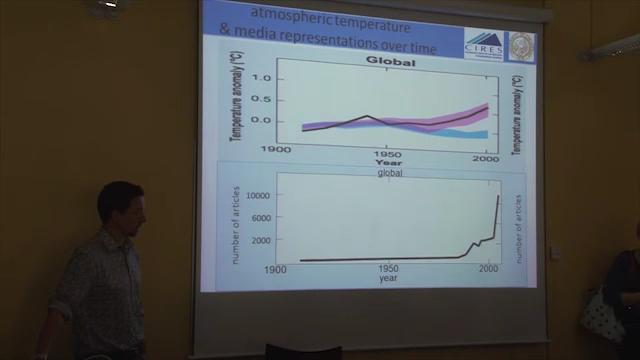 atmospheric temperature
& media representations over time
CIRES
Global
Temperature anomaly (°C)
1.0
0.5
0.0
Temperature anomaly (°C)
1900
1950
2000
Year
global
number of articles
10000
6000
2000
number of articles
1900
1950
2000
year